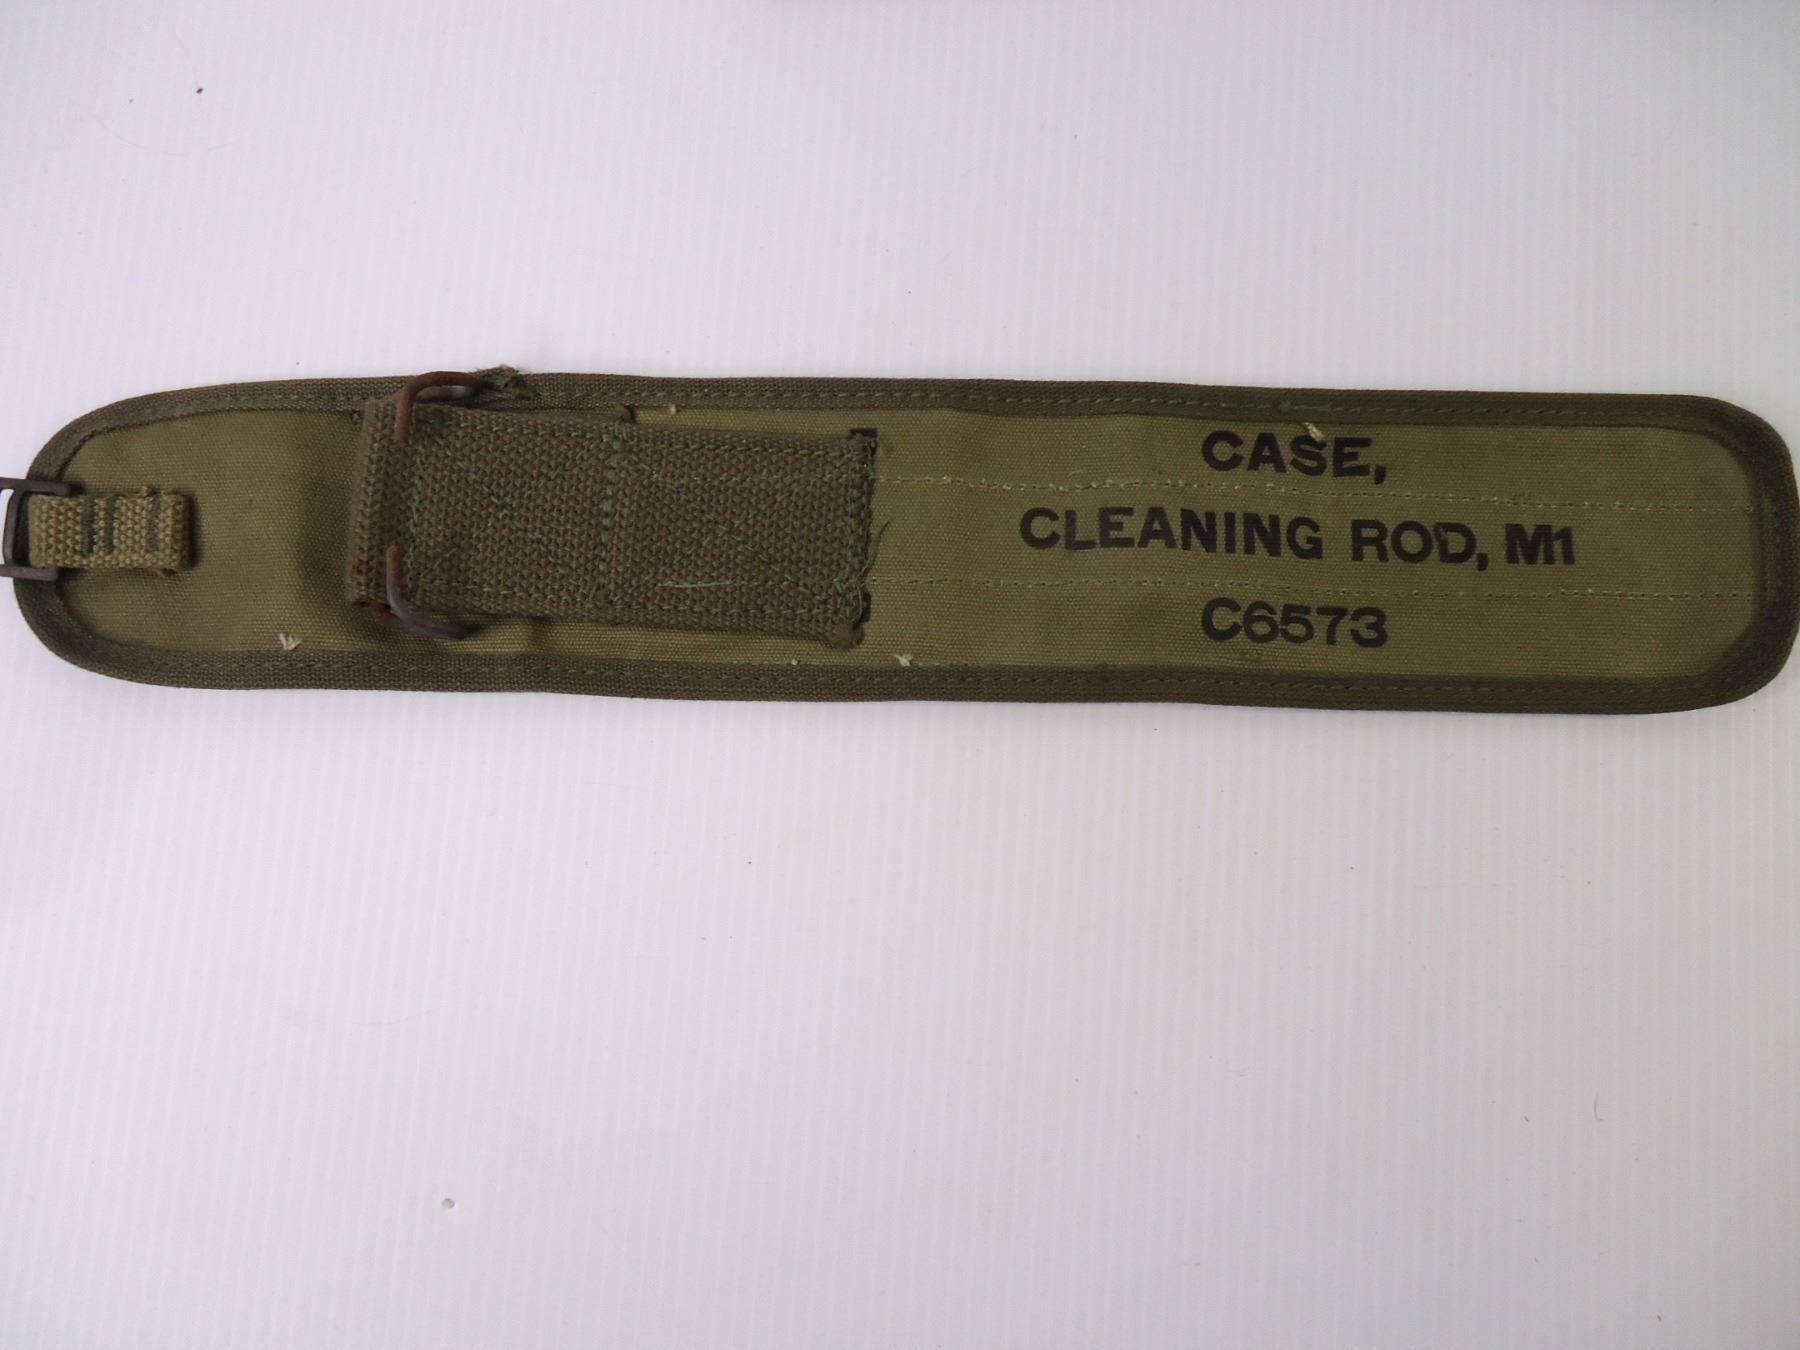 CASE,
CLEANING ROD, M1
C6573